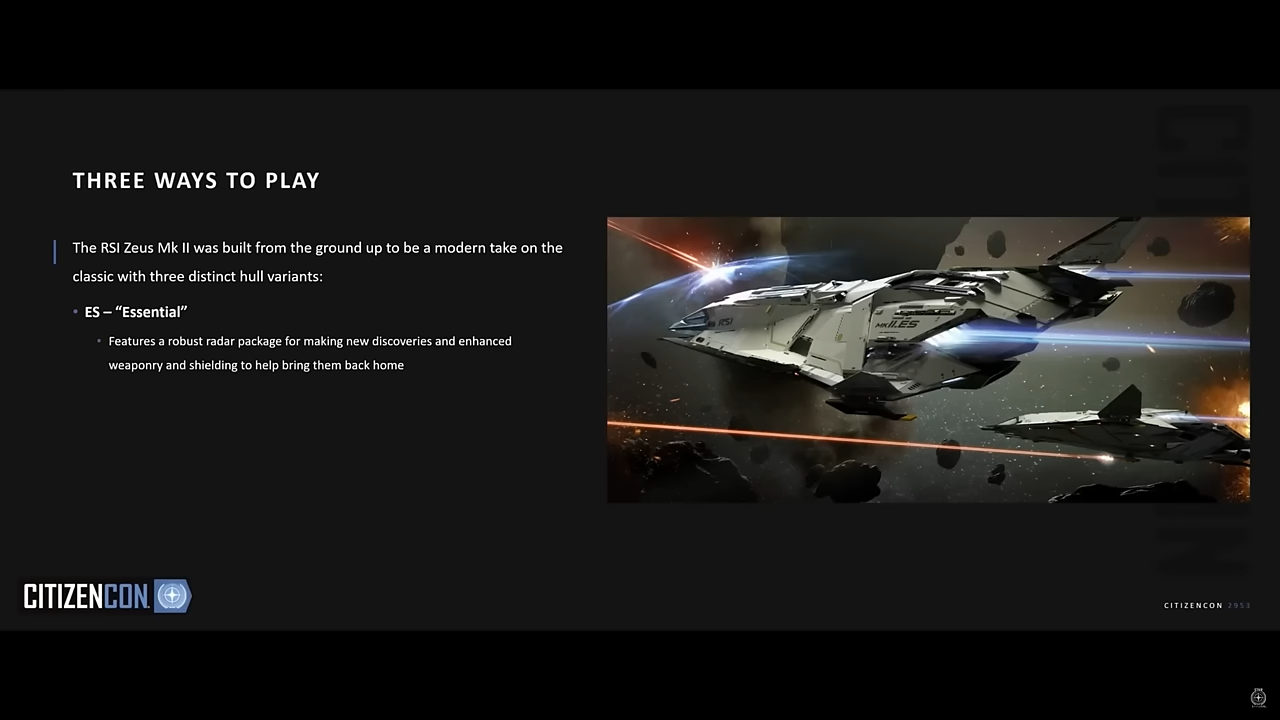 THREE WAYS TO PLAY
The RSI Zeus Mk II was built from the ground up to be a modern take on the
classic with three distinct hull variants:
• ES – “Essential”
• Features a robust radar package for making new discoveries and enhanced
weaponry and shielding to help bring them back home
RSI
MK II.ES
CITIZENCON
CITIZENCON 2953